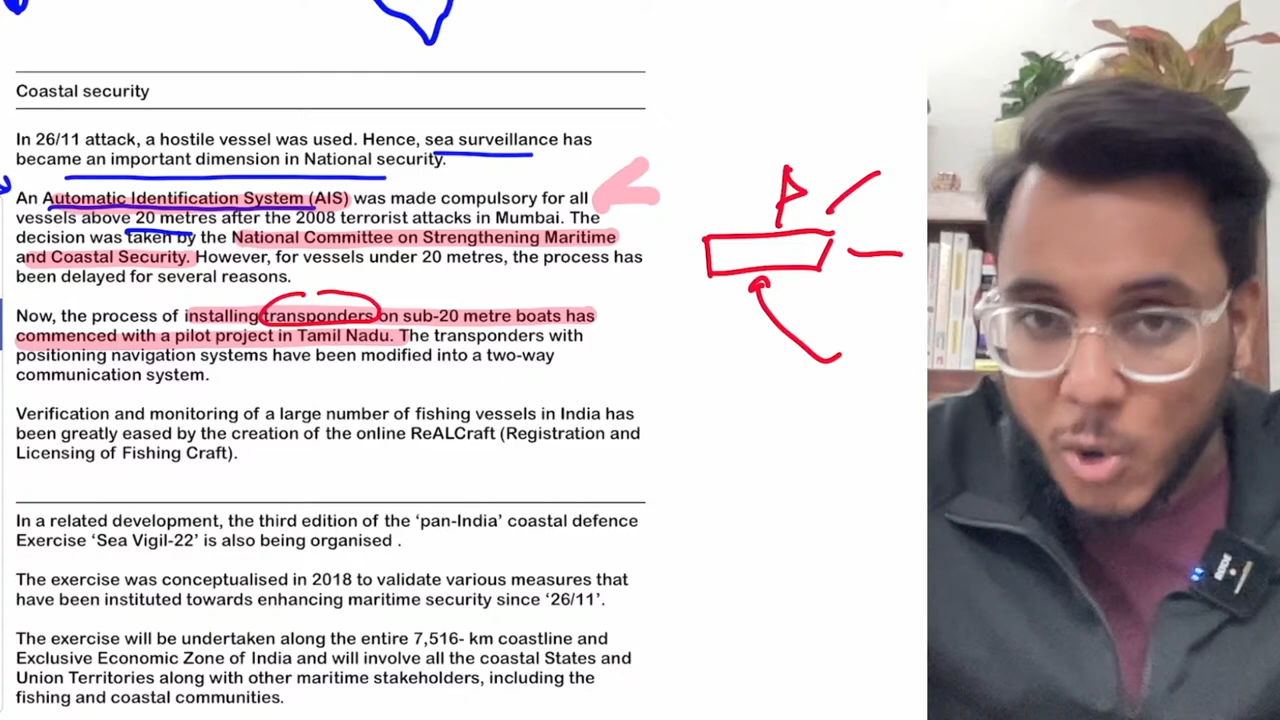 Coastal security
In 26/11 attack, a hostile vessel was used. Hence, sea surveillance has
became an important dimension in National security.
An Automatic Identification System (AIS) was made compulsory for all
vessels above 20 metres after the 2008 terrorist attacks in Mumbai. The
decision was taken by the National Committee on Strengthening Maritime
and Coastal Security. However, for vessels under 20 metres, the process has
been delayed for several reasons.
Now, the process of installing transponders on sub-20 metre boats has
commenced with a pilot project in Tamil Nadu. The transponders with
positioning navigation systems have been modified into a two-way
communication system.
Verification and monitoring of a large number of fishing vessels in India has
been greatly eased by the creation of the online ReALCraft (Registration and
Licensing of Fishing Craft).
In a related development, the third edition of the ‘pan-India’ coastal defence
Exercise ‘Sea Vigil-22’ is also being organised .
The exercise was conceptualised in 2018 to validate various measures that
have been instituted towards enhancing maritime security since ‘26/11’.
The exercise will be undertaken along the entire 7,516- km coastline and
Exclusive Economic Zone of India and will involve all the coastal States and
Union Territories along with other maritime stakeholders, including the
fishing and coastal communities.
RODE